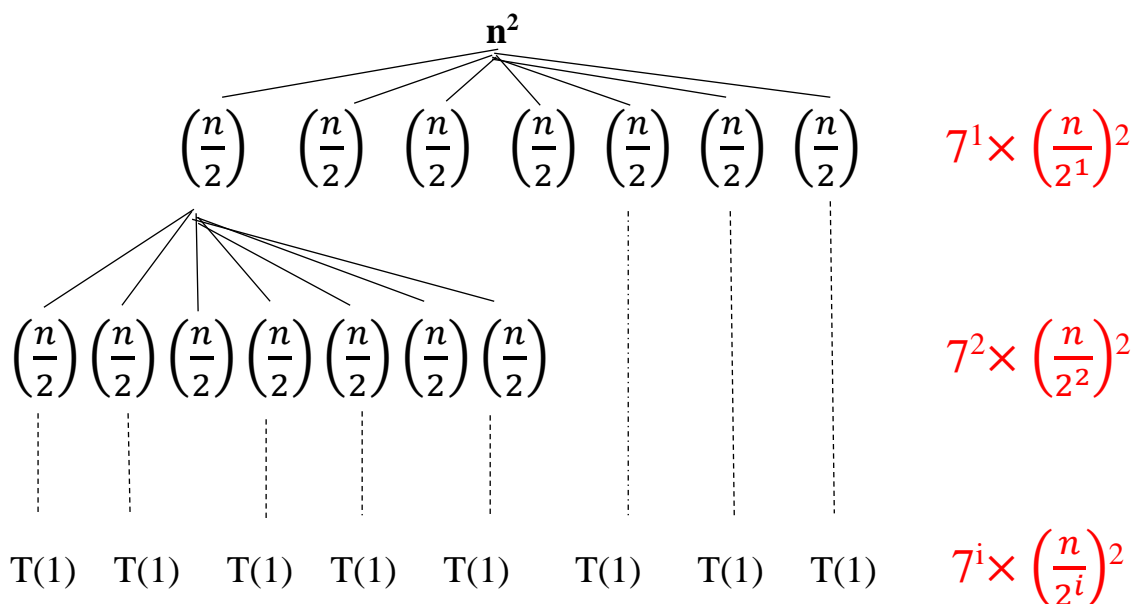 n²
(n/2) (n/2) (n/2) (n/2) (n/2) (n/2) (n/2) 7¹× (n/2¹)²
(n/2) (n/2) (n/2) (n/2) (n/2) (n/2) (n/2) 7²× (n/2²)²
T(1) T(1) T(1) T(1) T(1) T(1) T(1) T(1) 7ⁱ× (n/2ⁱ)²